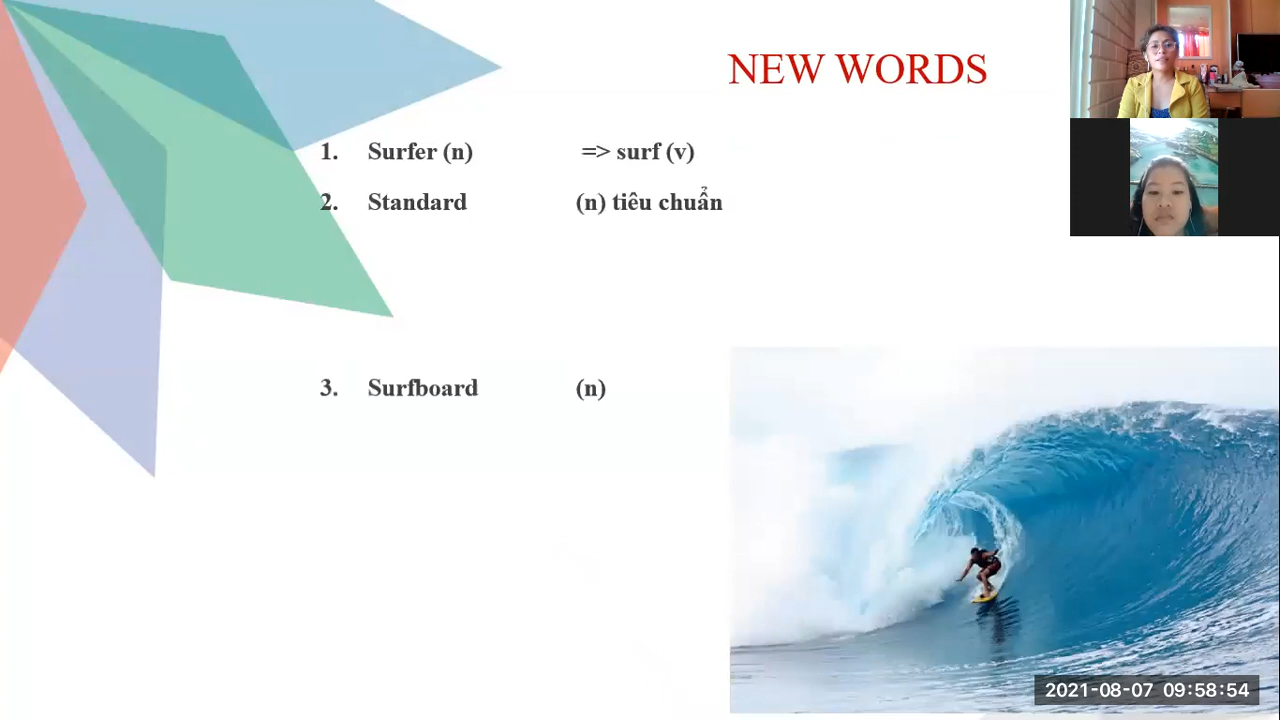 NEW WORDS
1. Surfer (n) => surf (v)
2. Standard (n) tiêu chuẩn
3. Surfboard (n)
2021-08-07 09:58:54